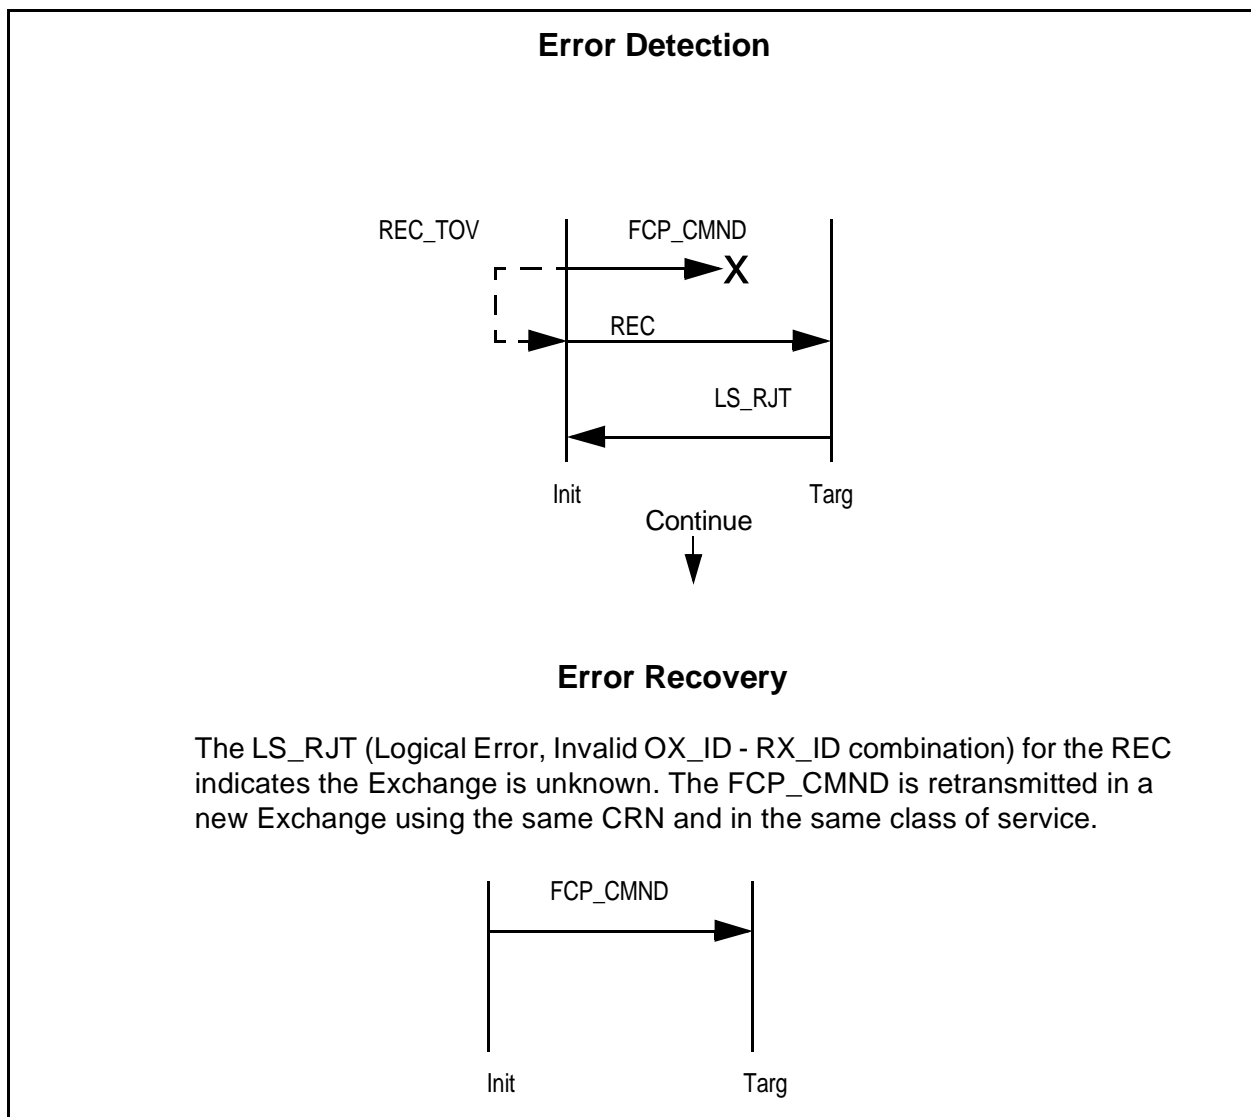 Error Detection
REC_TOV
FCP_CMND
X
REC
LS_RJT
Init
Targ
Continue
Error Recovery
The LS_RJT (Logical Error, Invalid OX_ID - RX_ID combination) for the REC
indicates the Exchange is unknown. The FCP_CMND is retransmitted in a
new Exchange using the same CRN and in the same class of service.
FCP_CMND
Init
Targ